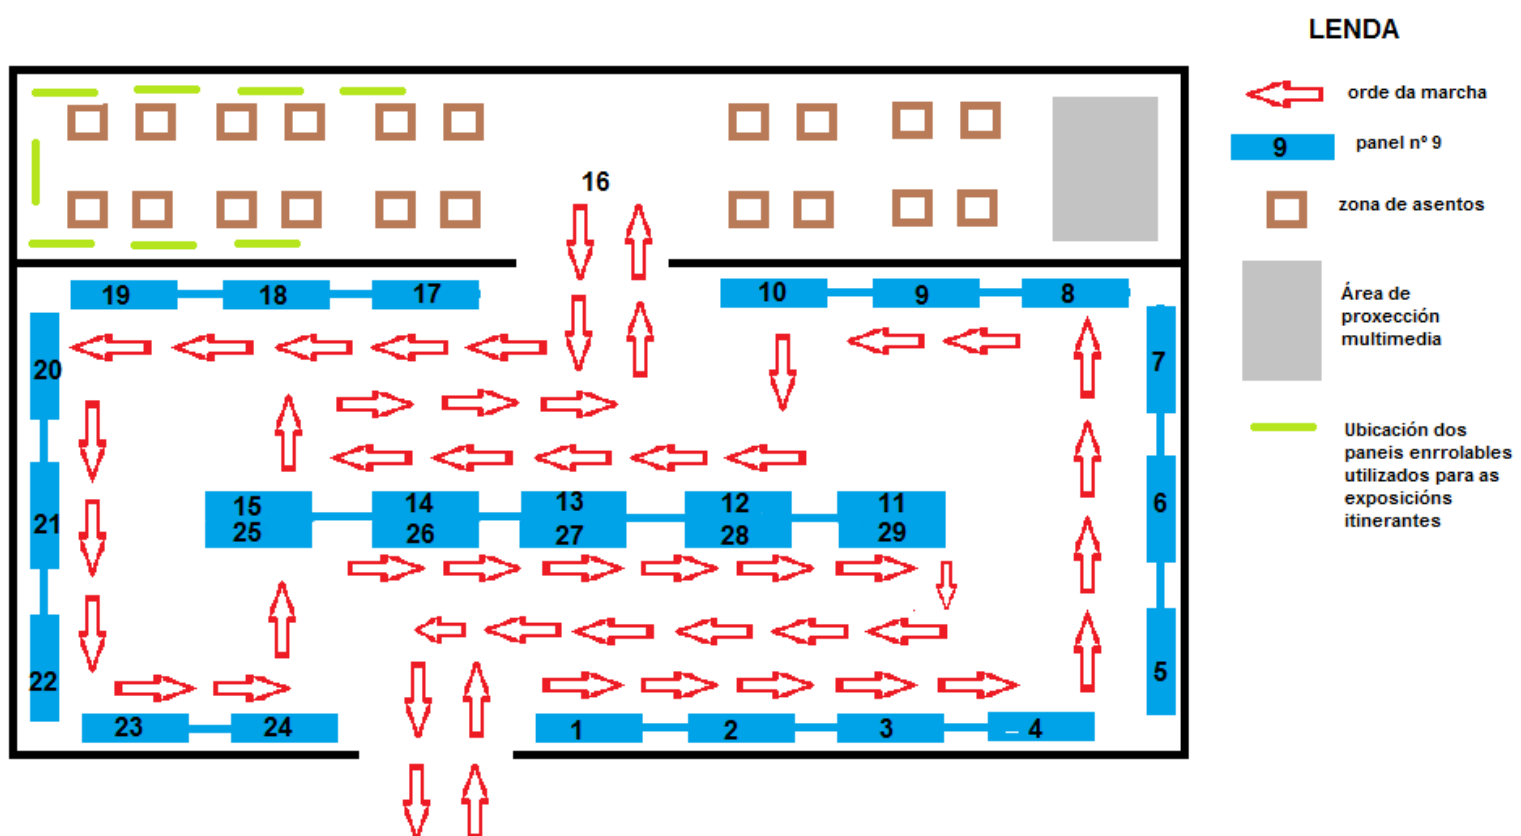 LENDA
orde da marcha
9
panel nº 9
zona de asentos
Área de
proxección
multimedia
Ubicación dos
paneis enrrolables
utilizados para as
exposicións
itinerantes
16
19
18
17
10
9
8
20
7
21
6
22
5
15
14
13
12
11
25
26
27
28
29
23
24
1
2
3
4